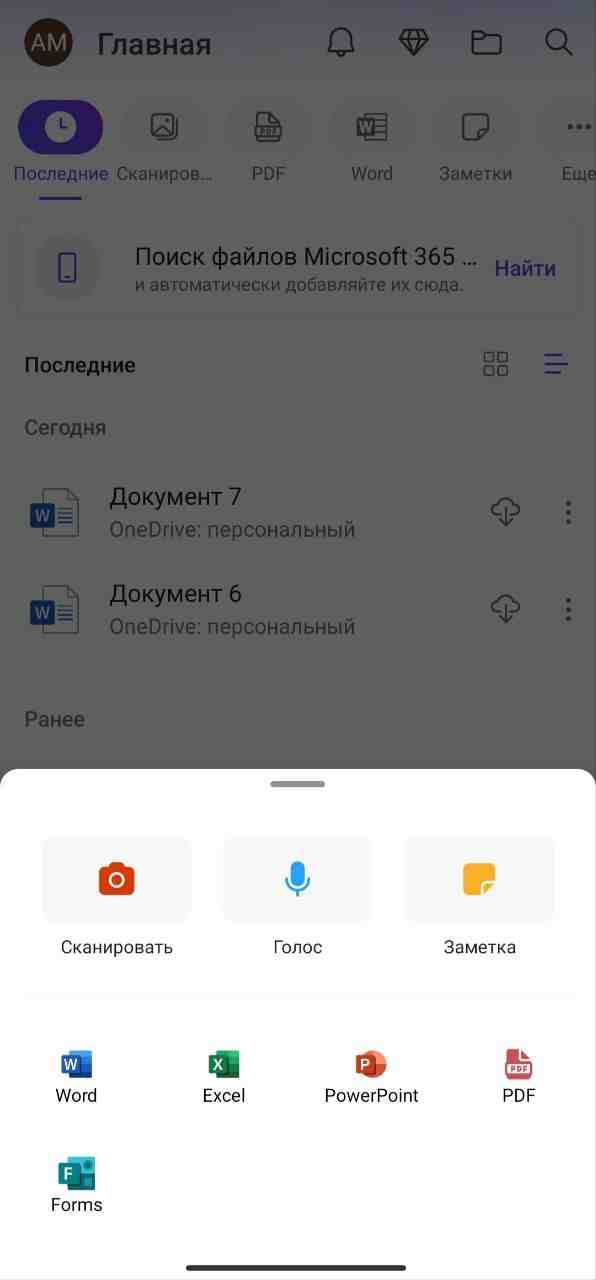 AM Главная
Последние Сканиров... PDF Word Заметки Еще
Поиск файлов Microsoft 365 ...
и автоматически добавляйте их сюда.
Найти
Последние
Сегодня
Документ 7
OneDrive: персональный
Документ 6
OneDrive: персональный
Ранее
Сканировать Голос Заметка
Word Excel PowerPoint PDF
Forms